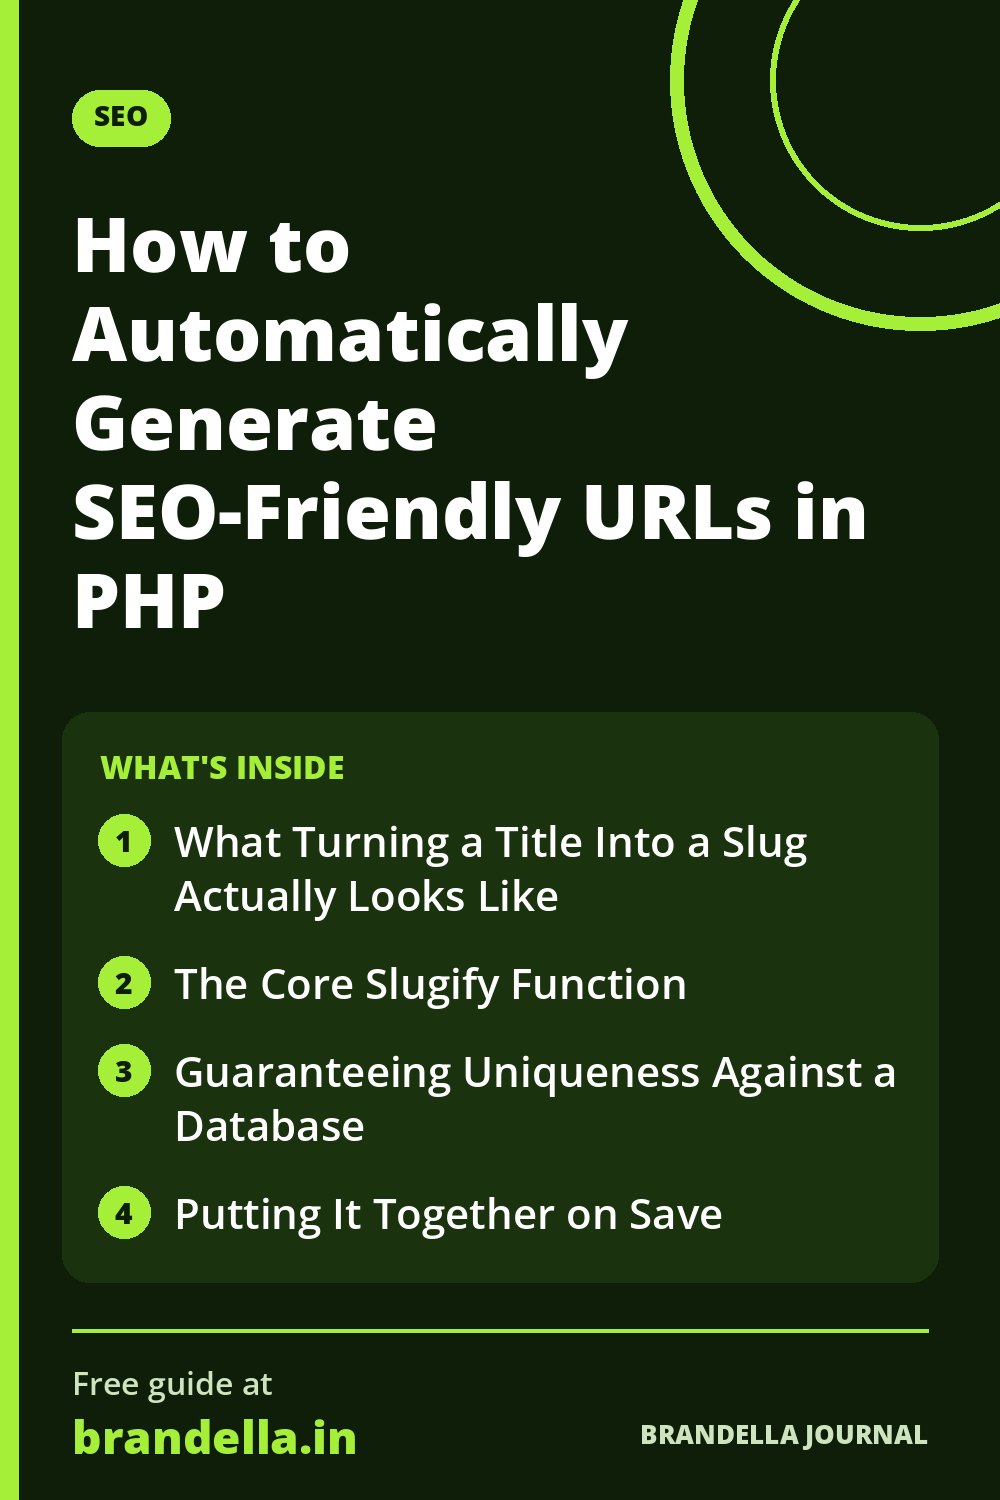 SEO
How to
Automatically
Generate
SEO-Friendly URLs in
PHP
WHAT'S INSIDE
1 What Turning a Title Into a Slug
Actually Looks Like
2 The Core Slugify Function
3 Guaranteeing Uniqueness Against a
Database
4 Putting It Together on Save
Free guide at
brandella.in
BRANDELLA JOURNAL